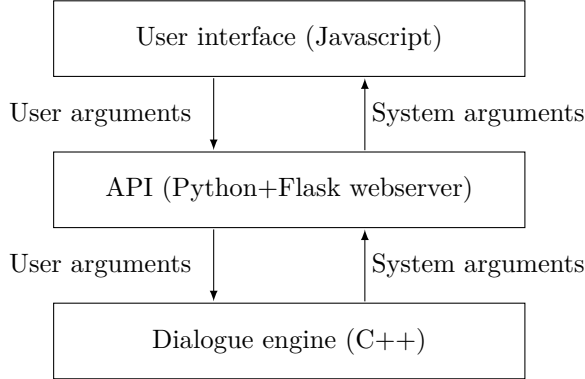 User interface (Javascript)
User arguments
System arguments
API (Python+Flask webserver)
User arguments
System arguments
Dialogue engine (C++)